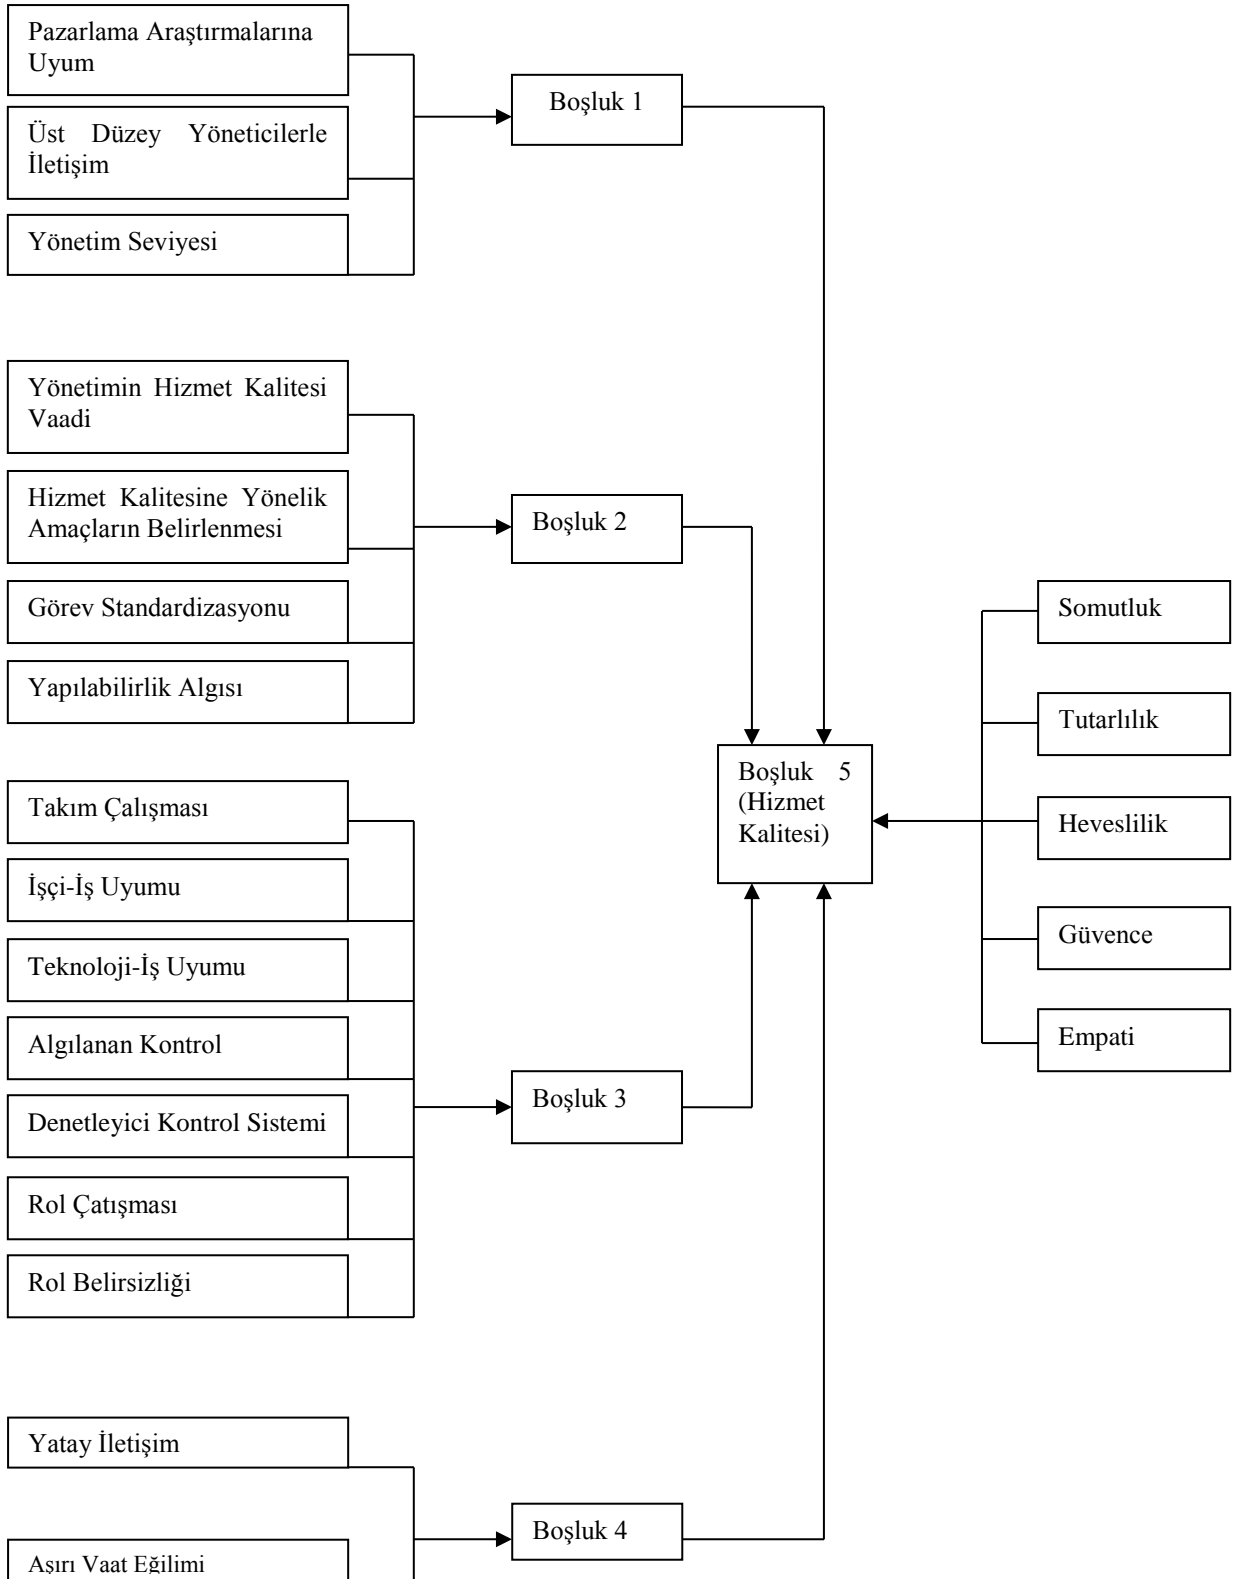 Pazarlama Araştırmalarına
Uyum
Üst Düzey Yöneticilerle
İletişim
Yönetim Seviyesi
Boşluk 1
Yönetimin Hizmet Kalitesi
Vaadi
Hizmet Kalitesine Yönelik
Amaçların Belirlenmesi
Görev Standardizasyonu
Yapılabilirlik Algısı
Boşluk 2
Takım Çalışması
İşçi-İş Uyumu
Teknoloji-İş Uyumu
Algılanan Kontrol
Denetleyici Kontrol Sistemi
Rol Çatışması
Rol Belirsizliği
Boşluk 3
Yatay İletişim
Aşırı Vaat Eğilimi
Boşluk 4
Boşluk 5
(Hizmet
Kalitesi)
Somutluk
Tutarlılık
Heveslilik
Güvence
Empati